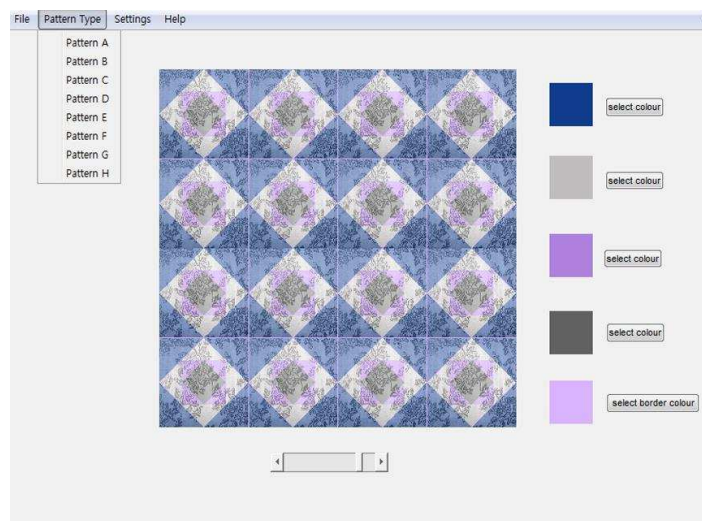 File Pattern Type Settings Help
Pattern A
Pattern B
Pattern C
Pattern D
Pattern E
Pattern F
Pattern G
Pattern H
select colour
select colour
select colour
select colour
select border colour